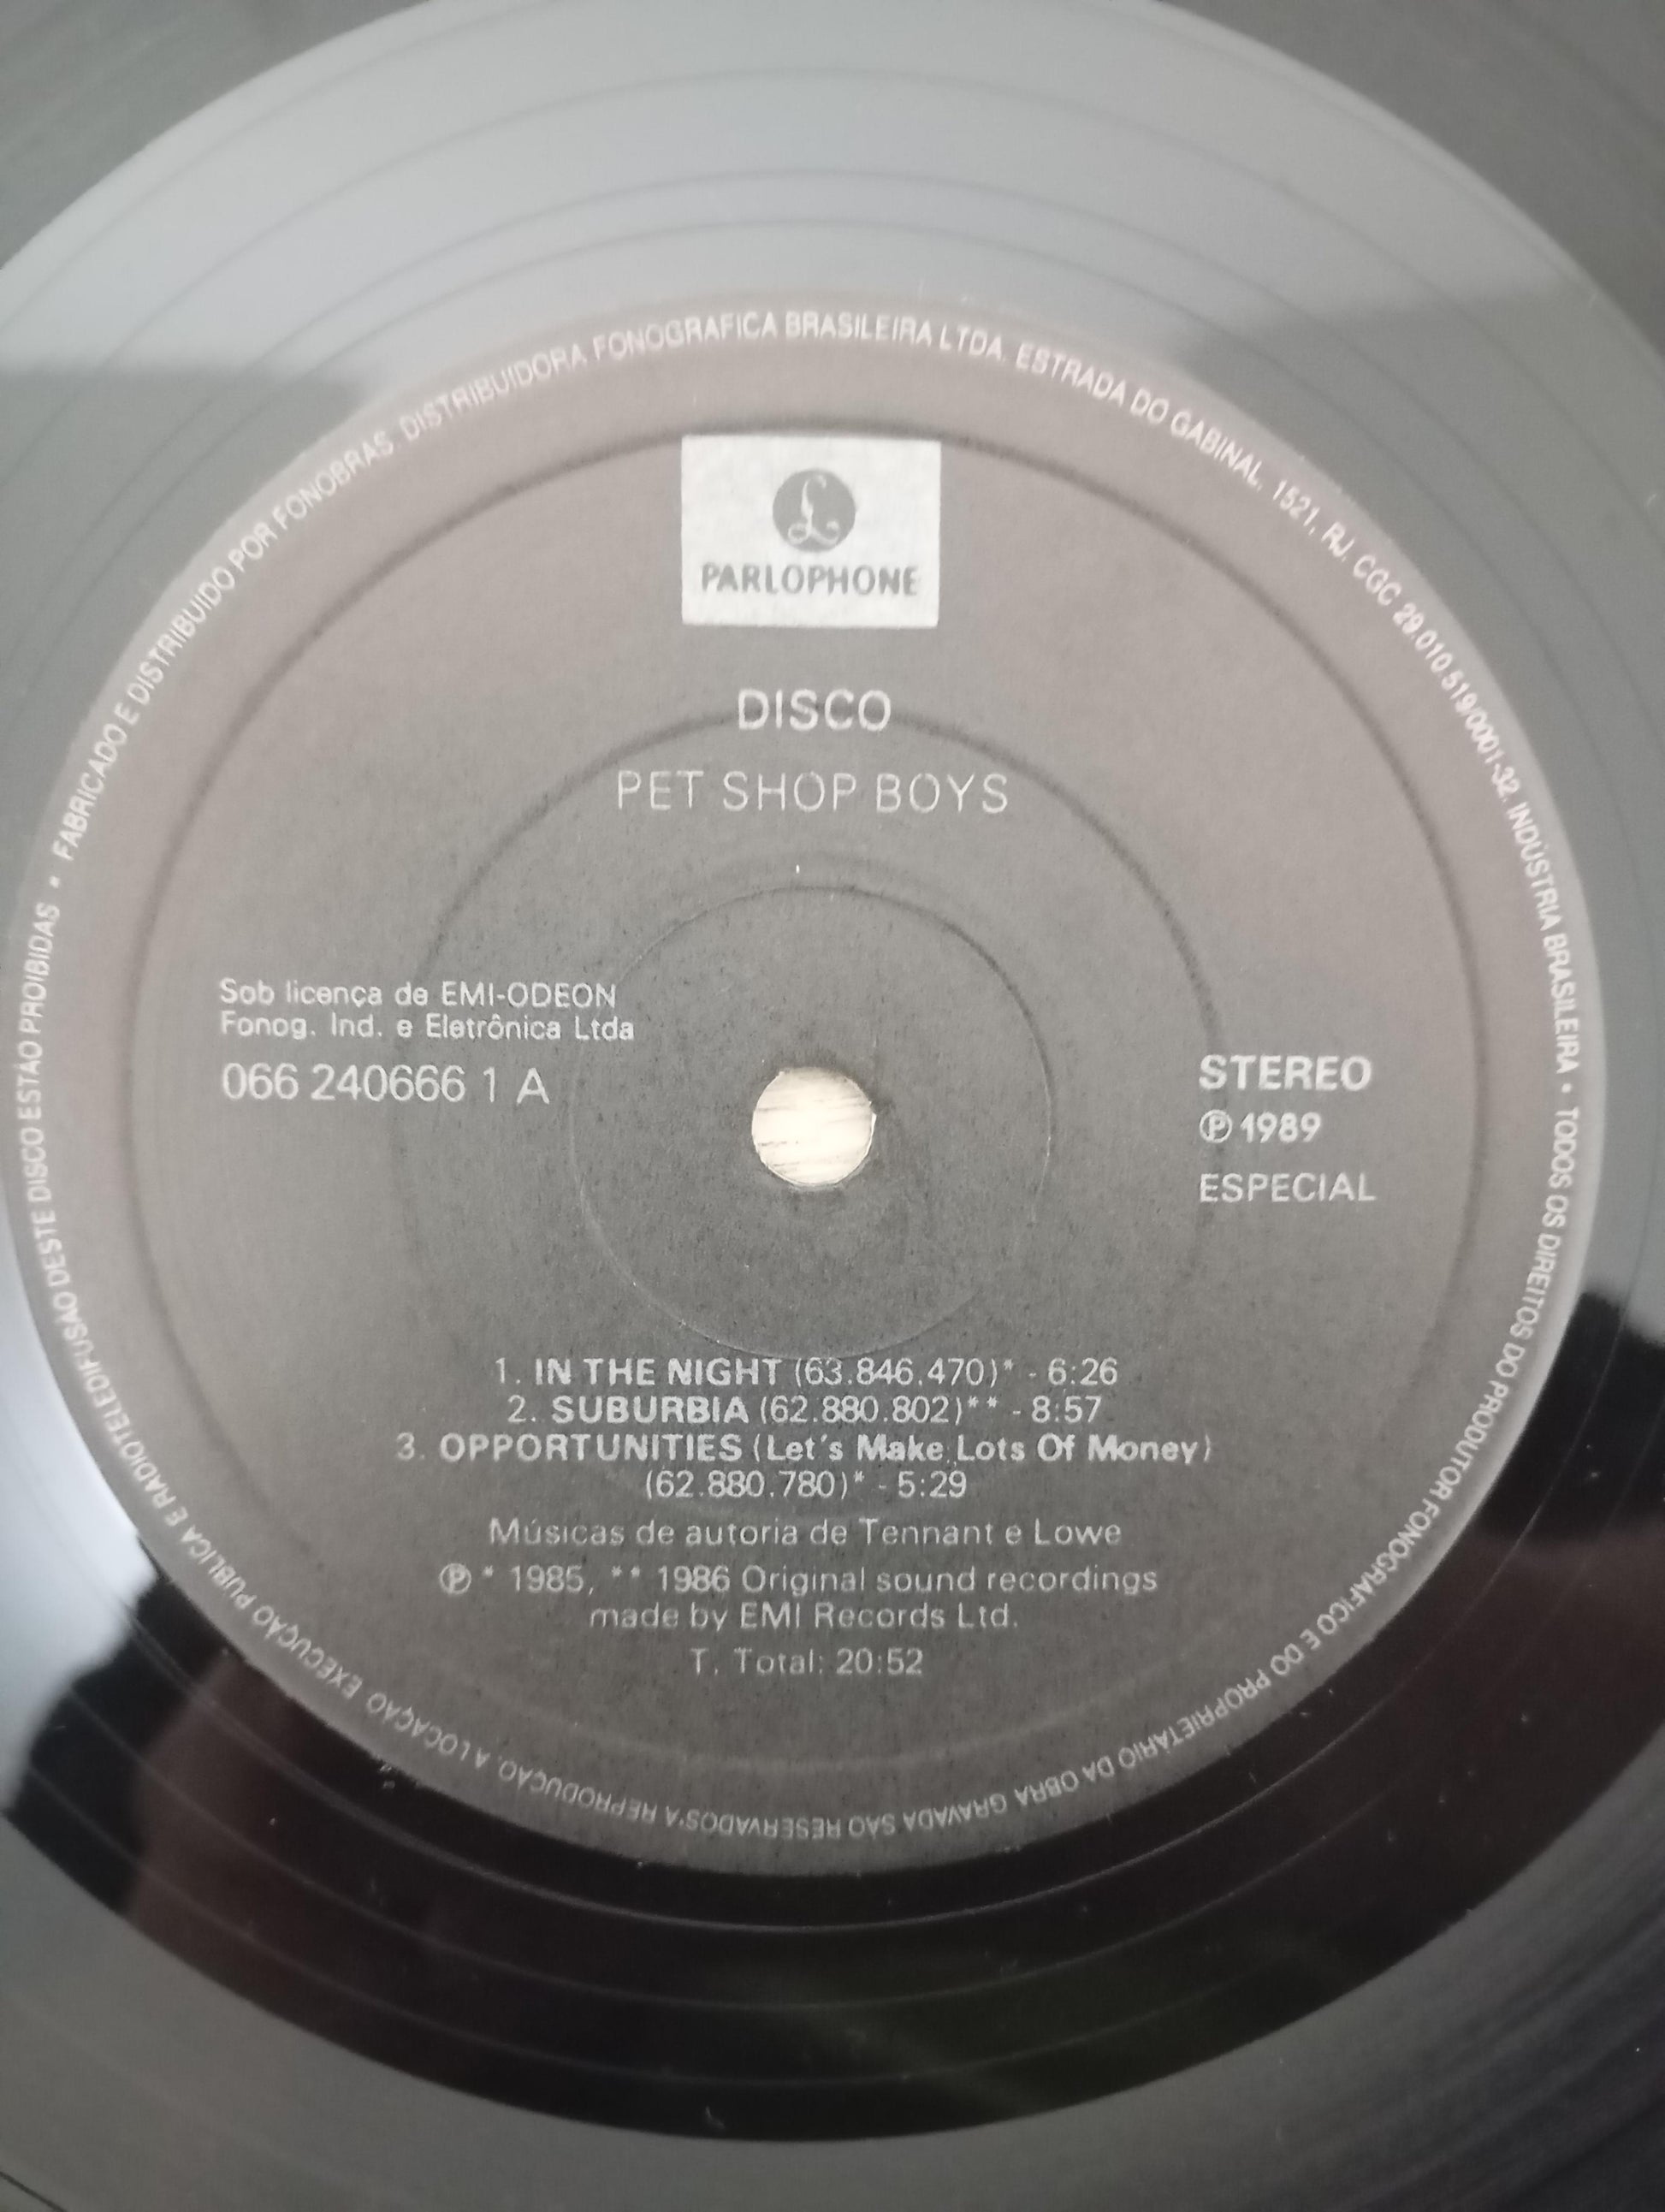 FABRICADO E DISTRIBUIDO POR FONOBRAS. DISTRIBUIDORA FONOGRAFICA BRASILEIRA LTDA. ESTRADA DO GABINAL, 1521, RJ. CGC 29.010.519/0001-32. INDÚSTRIA BRASILEIRA • TODOS OS DIREITOS DO PRODUTOR FONOGRAFICO E DO PROPRIETÁRIO DA OBRA GRAVADA SAO RESERVADOS. A REPRODUÇÃO, A LOCAÇÃO EXECUÇÃO PUBLICA E RADIOTELEDIFUSAO DESTE DISCO ESTÃO PROIBIDAS •
PARLOPHONE
DISCO
PET SHOP BOYS
Sob licença de EMI-ODEON
Fonog. Ind. e Eletrônica Ltda
066 240666 1 A
STEREO
℗ 1989
ESPECIAL
1. IN THE NIGHT (63.846.470)* - 6:26
2. SUBURBIA (62.880.802)** - 8:57
3. OPPORTUNITIES (Let's Make Lots Of Money)
(62.880.780)* - 5:29
Músicas de autoria de Tennant e Lowe
℗ * 1985, ** 1986 Original sound recordings
made by EMI Records Ltd.
T. Total: 20:52